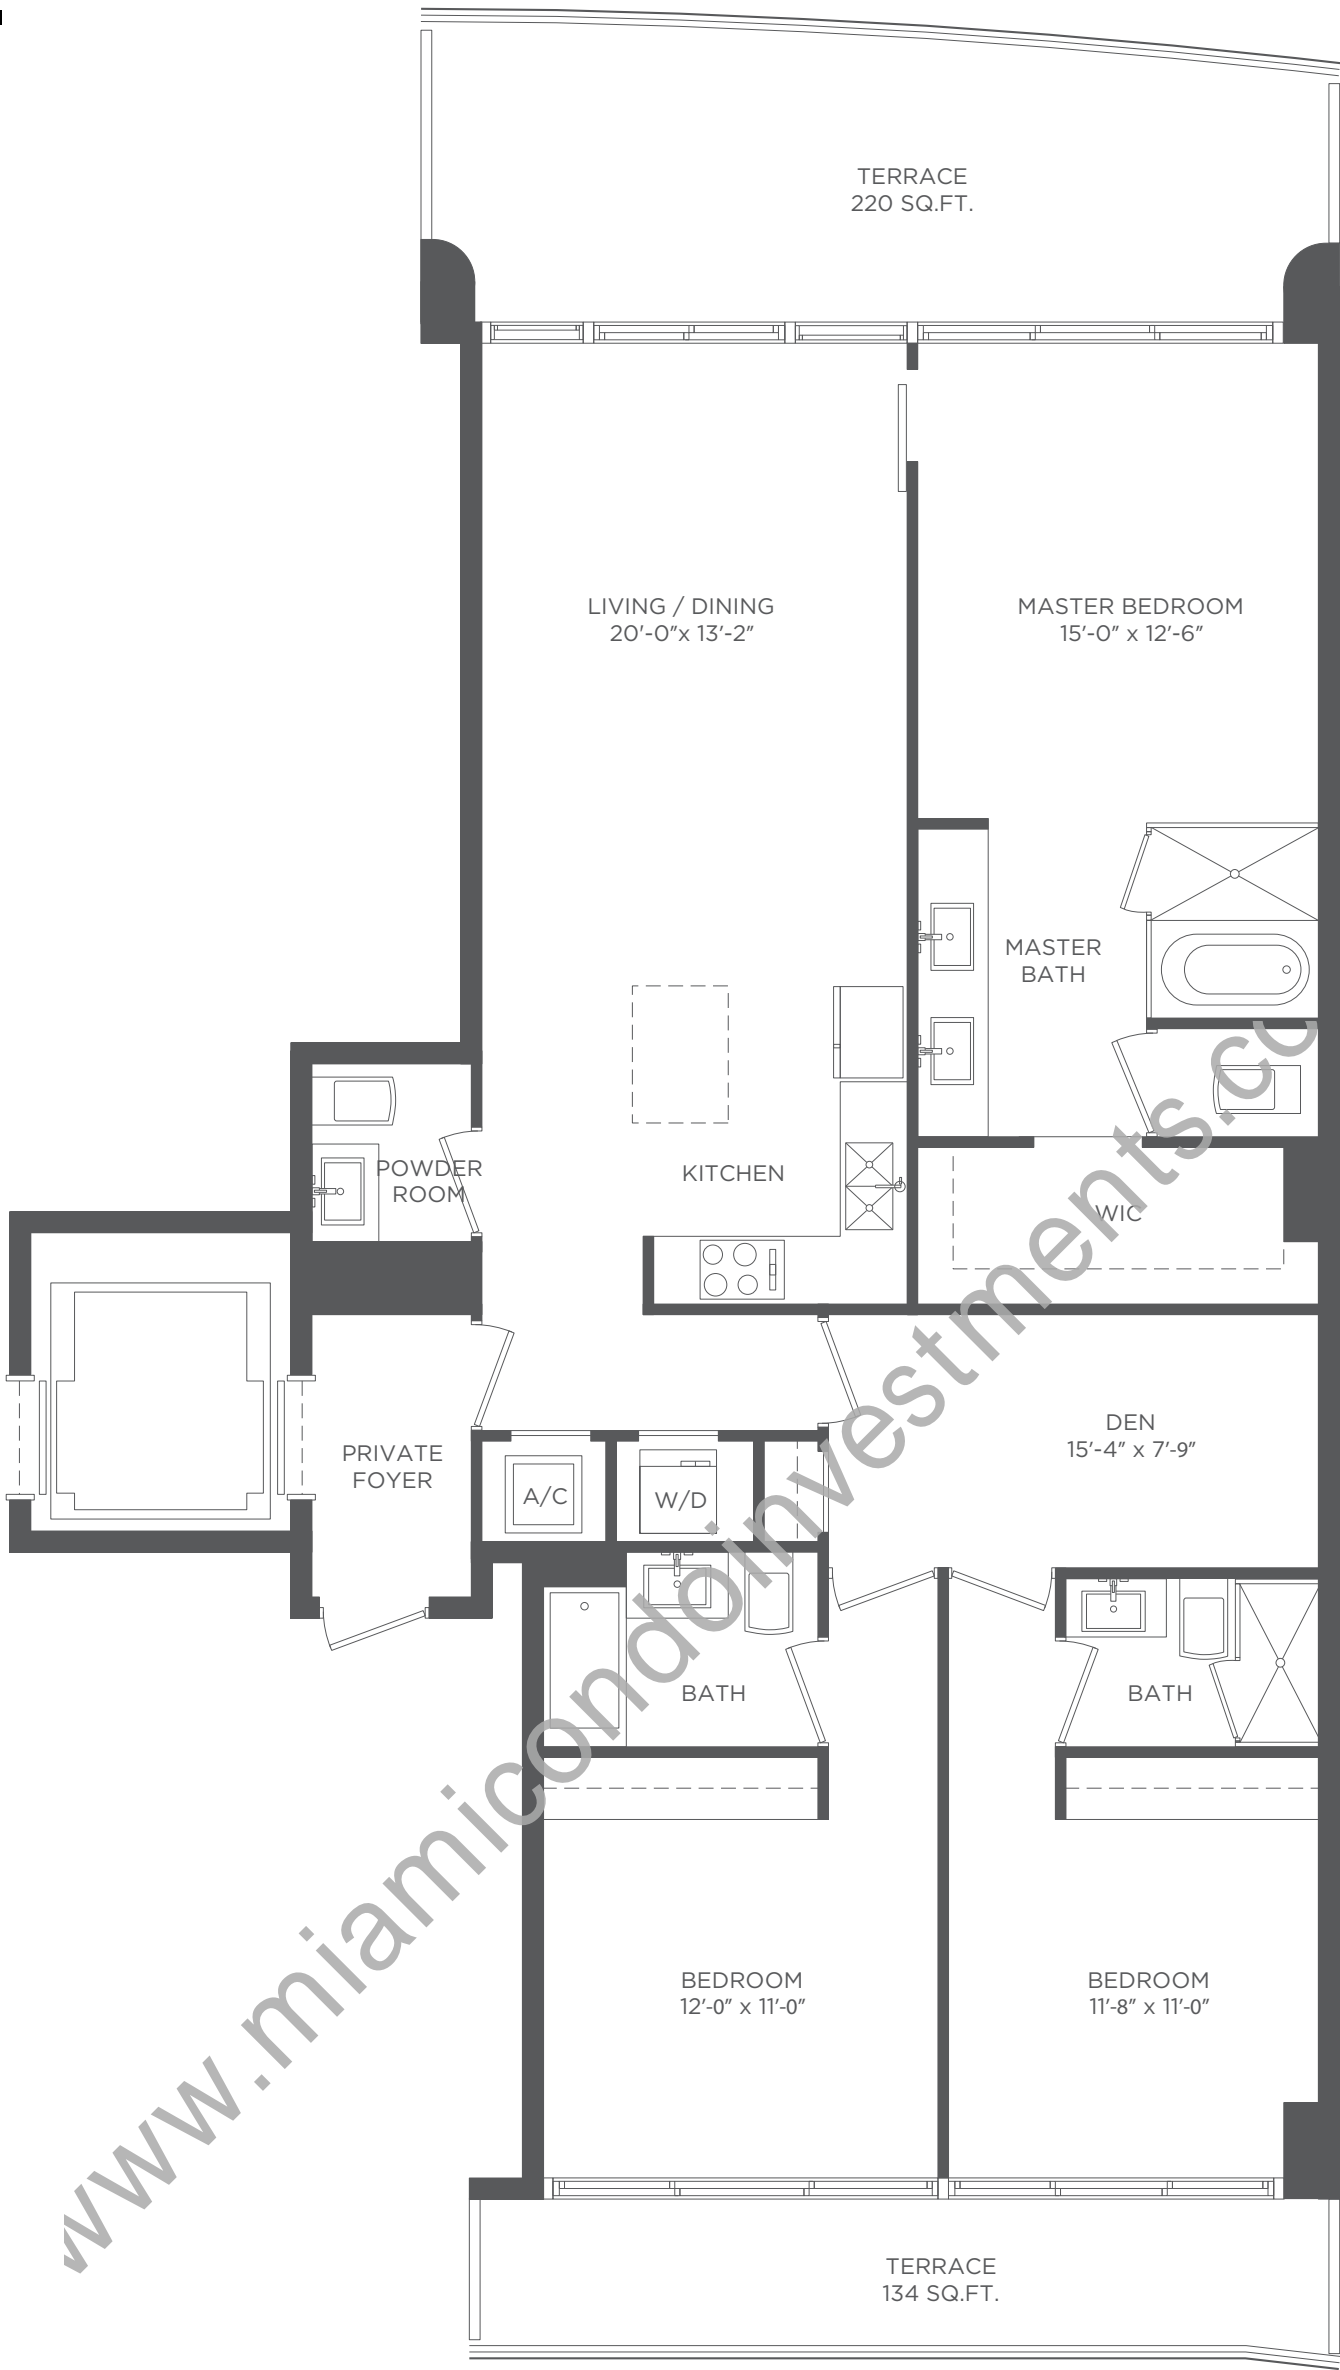 TERRACE
220 SQ.FT.
LIVING / DINING
20'-0"x 13'-2"
MASTER BEDROOM
15'-0" x 12'-6"
MASTER
BATH
POWDER
ROOM
KITCHEN
WIC
PRIVATE
FOYER
A/C
W/D
DEN
15'-4" x 7'-9"
BATH
BATH
BEDROOM
12'-0" x 11'-0"
BEDROOM
11'-8" x 11'-0"
TERRACE
134 SQ.FT.
www.miamicondoinvestments.co